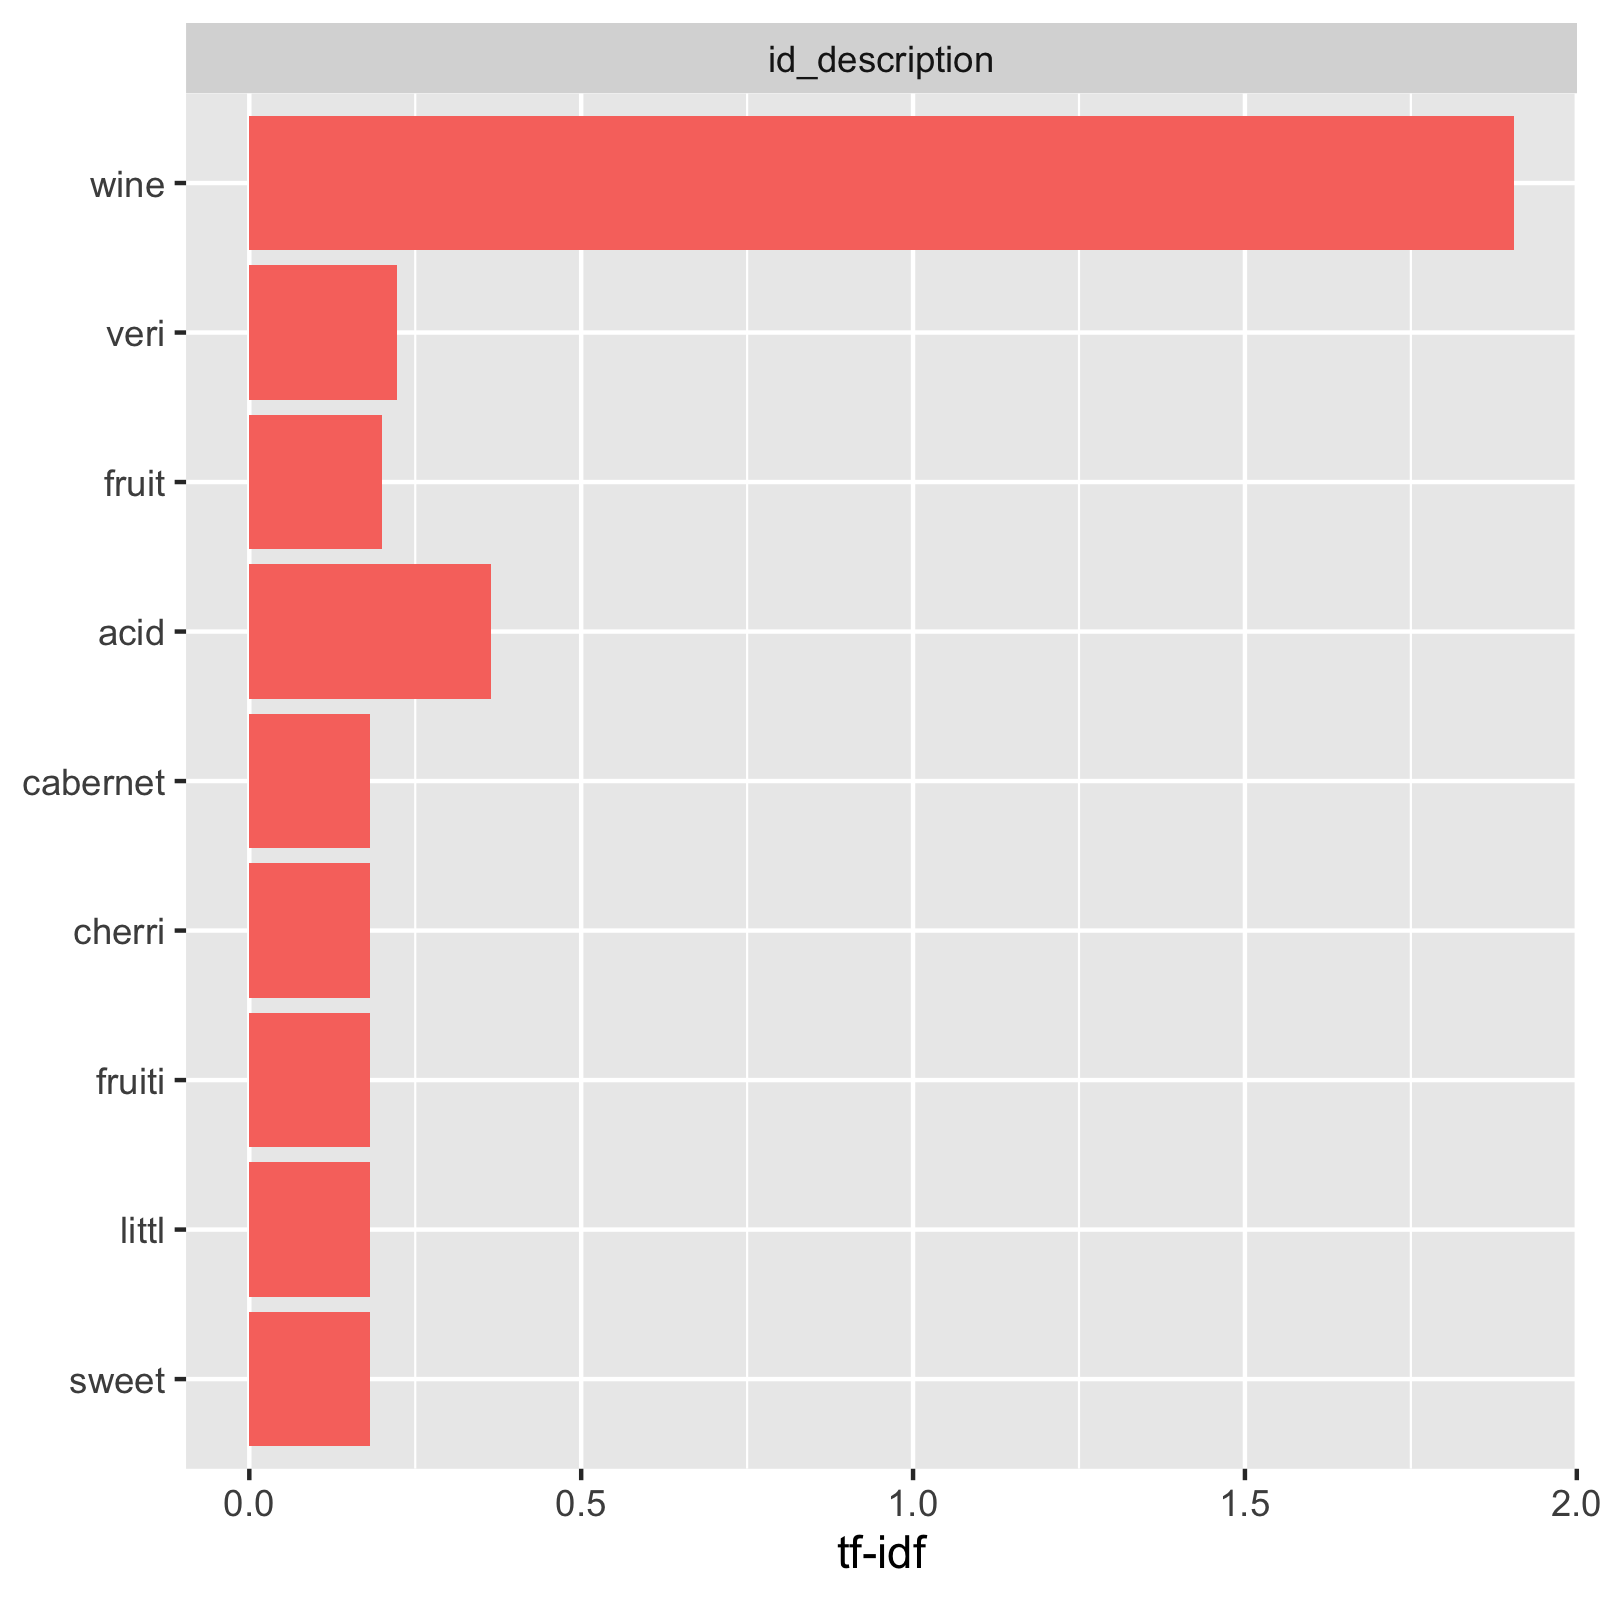 id_description
wine
veri
fruit
acid
cabernet
cherri
fruiti
littl
sweet
0.0 0.5 1.0 1.5 2.0
tf-idf